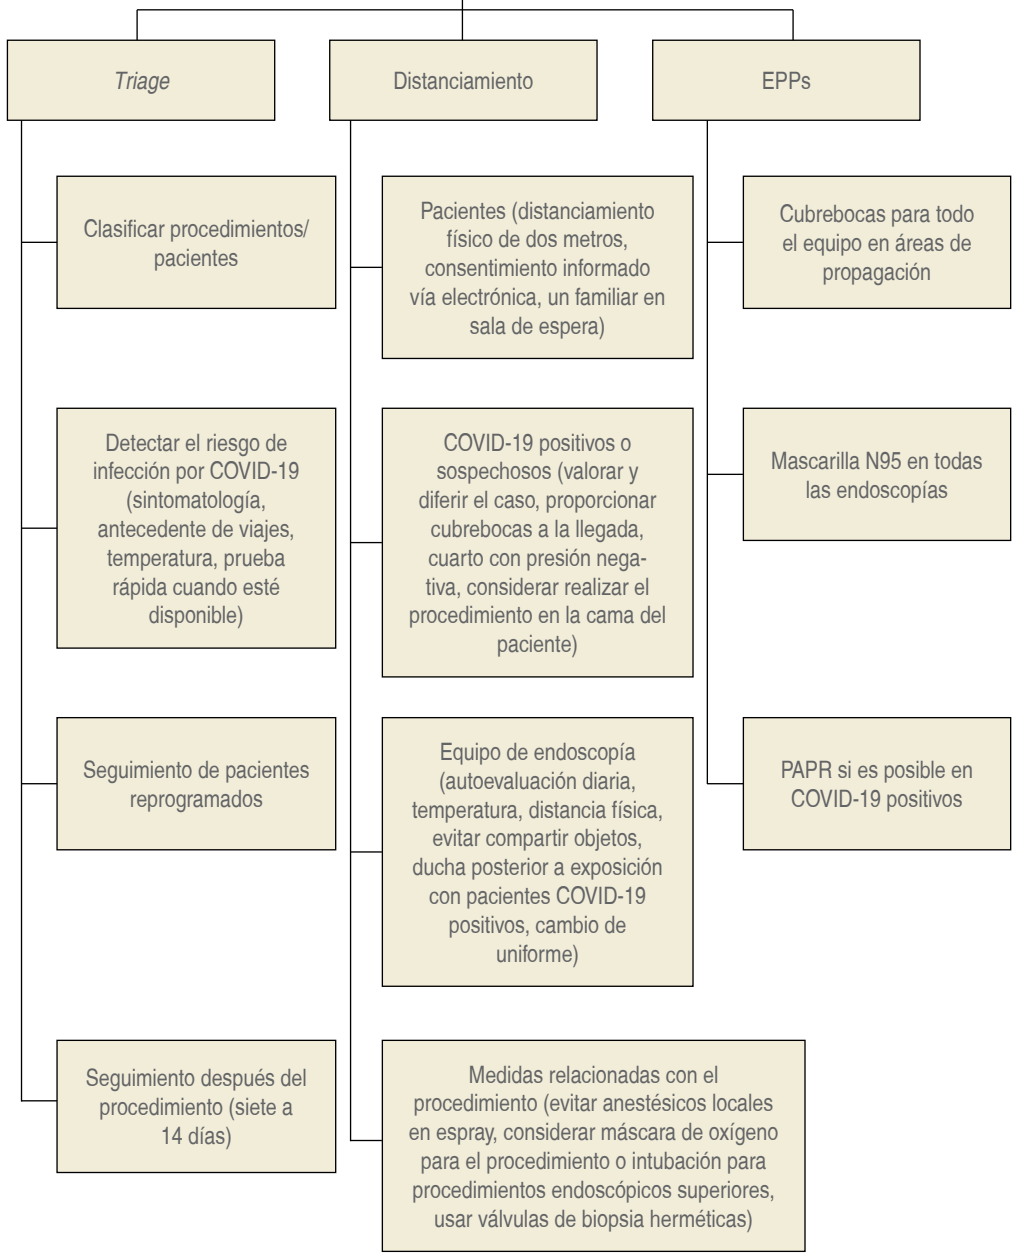 Triage
Clasificar procedimientos/
pacientes
Detectar el riesgo de
infección por COVID-19
(sintomatología,
antecedente de viajes,
temperatura, prueba
rápida cuando esté
disponible)
Seguimiento de pacientes
reprogramados
Seguimiento después del
procedimiento (siete a
14 días)
Distanciamiento
Pacientes (distanciamiento
físico de dos metros,
consentimiento informado
vía electrónica, un familiar en
sala de espera)
COVID-19 positivos o
sospechosos (valorar y
diferir el caso, proporcionar
cubrebocas a la llegada,
cuarto con presión nega-
tiva, considerar realizar el
procedimiento en la cama del
paciente)
Equipo de endoscopía
(autoevaluación diaria,
temperatura, distancia física,
evitar compartir objetos,
ducha posterior a exposición
con pacientes COVID-19
positivos, cambio de
uniforme)
Medidas relacionadas con el
procedimiento (evitar anestésicos locales
en espray, considerar máscara de oxígeno
para el procedimiento o intubación para
procedimientos endoscópicos superiores,
usar válvulas de biopsia herméticas)
EPPs
Cubrebocas para todo
el equipo en áreas de
propagación
Mascarilla N95 en todas
las endoscopías
PAPR si es posible en
COVID-19 positivos